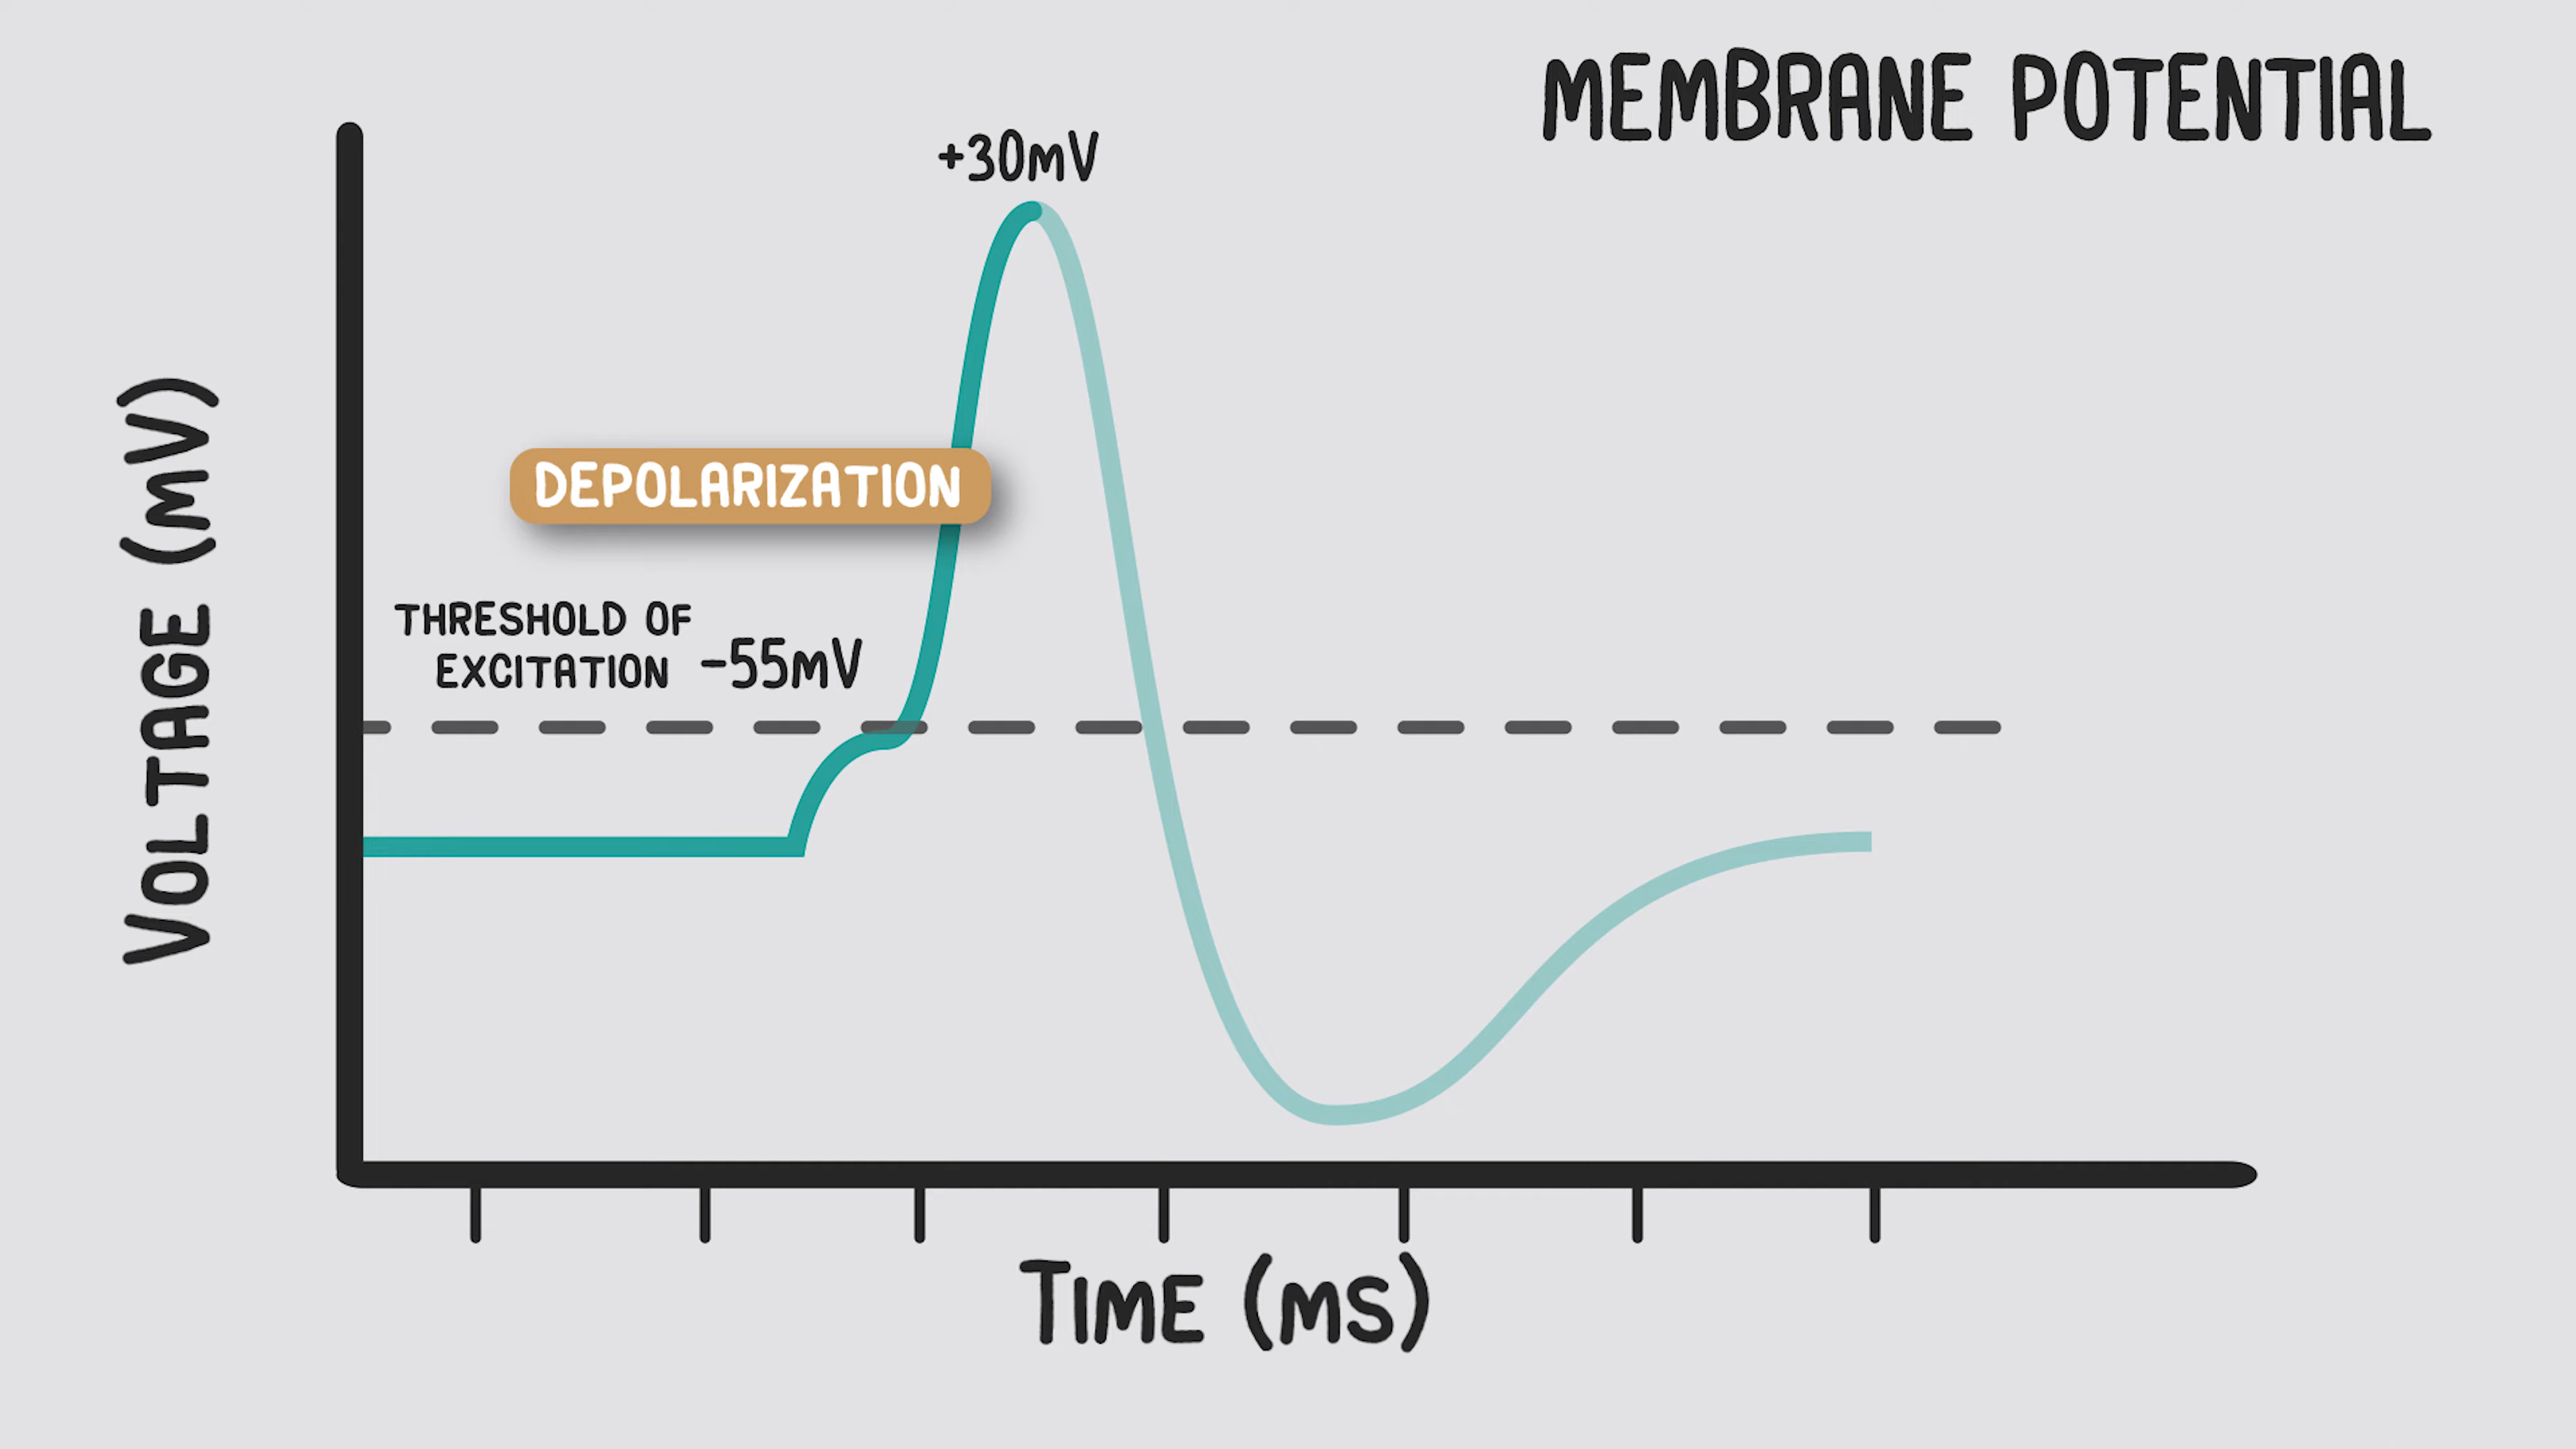 MEMBRANE POTENTIAL
+30mV
DEPOLARIZATION
THRESHOLD OF
EXCITATION -55mV
VOLTAGE (mV)
TIME (MS)